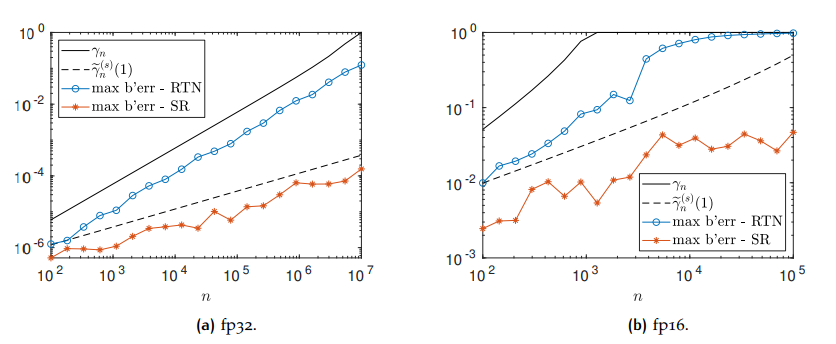 10^0
10^-2
10^-4
10^-6
10^2 10^3 10^4 10^5 10^6 10^7
n
γ_n
γ̃_n^(s)(1)
max b'err - RTN
max b'err - SR
(a) fp32.
10^0
10^-1
10^-2
10^-3
10^2 10^3 10^4 10^5
n
γ_n
γ̃_n^(s)(1)
max b'err - RTN
max b'err - SR
(b) fp16.